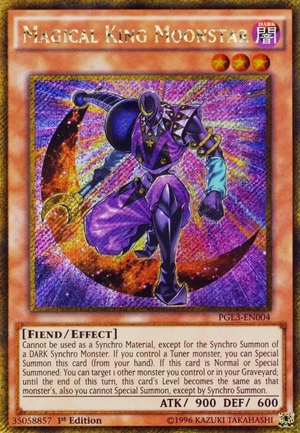 MAGICAL KING MOONSTAR
DARK
闇
PGL3-EN004
[FIEND/EFFECT]
Cannot be used as a Synchro Material, except for the Synchro Summon
of a DARK Synchro Monster. If you control a Tuner monster, you can Special
Summon this card (from your hand). If this card is Normal or Special
Summoned: You can target 1 other monster you control or in your Graveyard;
until the end of this turn, this card's Level becomes the same as that
monster's, also you cannot Special Summon, except by Synchro Summon.
ATK/ 900 DEF/ 600
35058857 1st Edition ©1996 KAZUKI TAKAHASHI